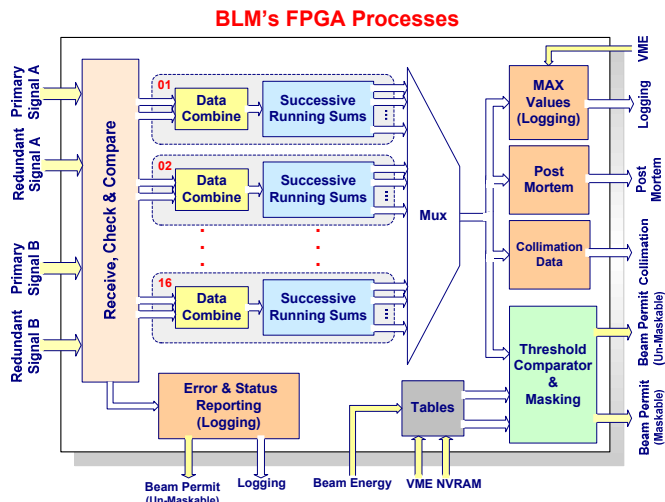 BLM's FPGA Processes
VME
Primary
Signal A
Redundant
Signal A
Primary
Signal B
Redundant
Signal B
Receive, Check & Compare
01
Data
Combine
Successive
Running Sums
...
02
Data
Combine
Successive
Running Sums
...
16
Data
Combine
Successive
Running Sums
...
Mux
MAX
Values
(Logging)
Logging
Post
Mortem
Post
Mortem
Collimation
Data
Collimation
Threshold
Comparator
&
Masking
Beam Permit
(Un-Maskable)
Beam Permit
(Maskable)
Error & Status
Reporting
(Logging)
Tables
Beam Permit
(Un-Maskable)
Logging
Beam Energy
VME NVRAM